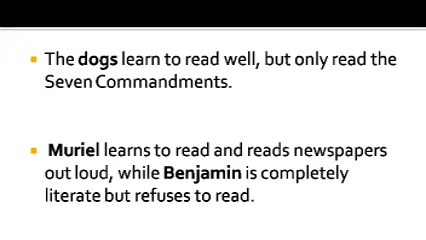 The dogs learn to read well, but only read the
Seven Commandments.
Muriel learns to read and reads newspapers
out loud, while Benjamin is completely
literate but refuses to read.